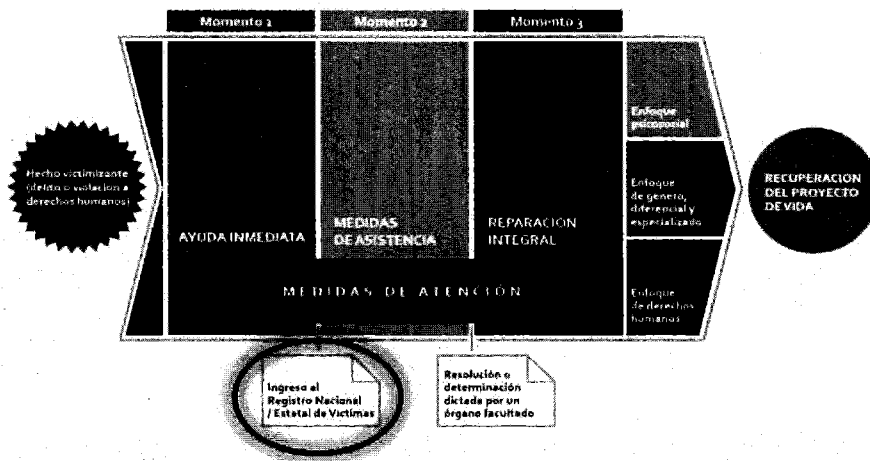 Momento 1
Momento 2
Momento 3
Hecho victimizante
(delito o violación a
derechos humanos)
AYUDA INMEDIATA
MEDIDAS
DE ASISTENCIA
REPARACIÓN
INTEGRAL
MEDIDAS DE ATENCIÓN
Enfoque
psicosocial
Enfoque
de género,
diferencial y
especializado
Enfoque
de derechos
humanos
RECUPERACIÓN
DEL PROYECTO
DE VIDA
Ingreso al
Registro Nacional
/ Estatal de Víctimas
Resolución o
determinación
dictada por un
órgano facultado